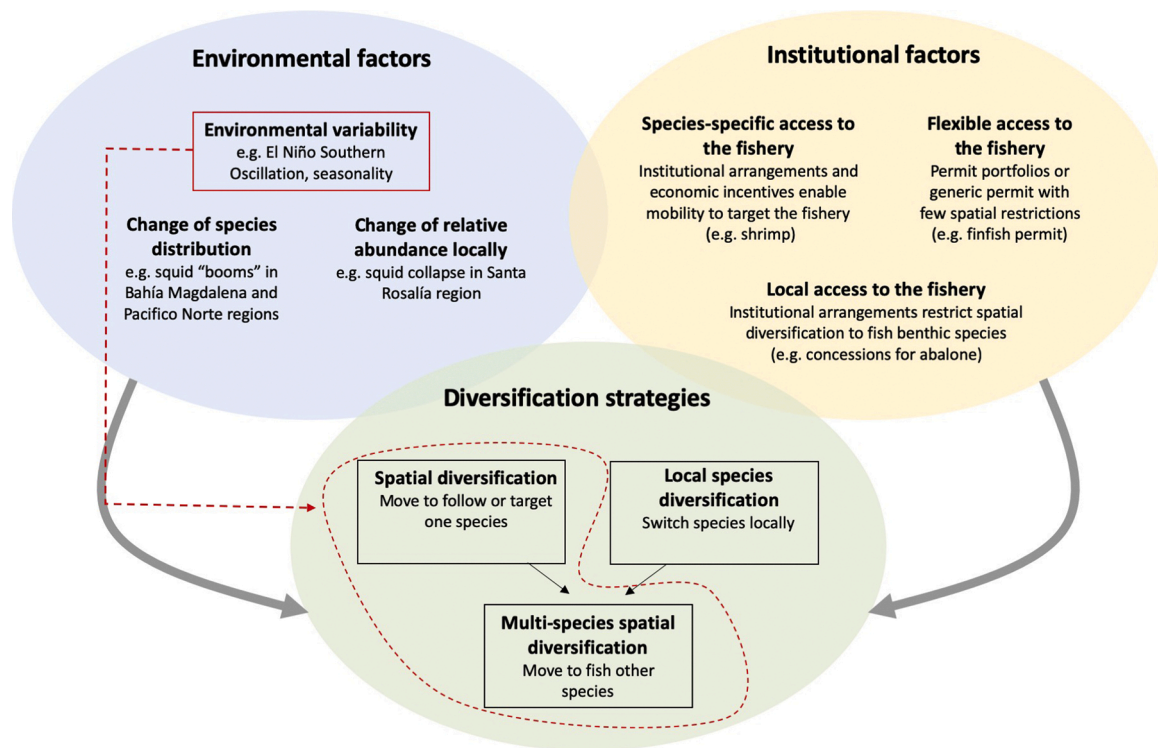 Environmental factors
Environmental variability
e.g. El Niño Southern
Oscillation, seasonality
Change of species
distribution
e.g. squid “booms” in
Bahía Magdalena and
Pacifico Norte regions
Change of relative
abundance locally
e.g. squid collapse in Santa
Rosalía region
Institutional factors
Species-specific access to
the fishery
Institutional arrangements and
economic incentives enable
mobility to target the fishery
(e.g. shrimp)
Flexible access to
the fishery
Permit portfolios or
generic permit with
few spatial restrictions
(e.g. finfish permit)
Local access to the fishery
Institutional arrangements restrict spatial
diversification to fish benthic species
(e.g. concessions for abalone)
Diversification strategies
Spatial diversification
Move to follow or target
one species
Local species
diversification
Switch species locally
Multi-species spatial
diversification
Move to fish other
species